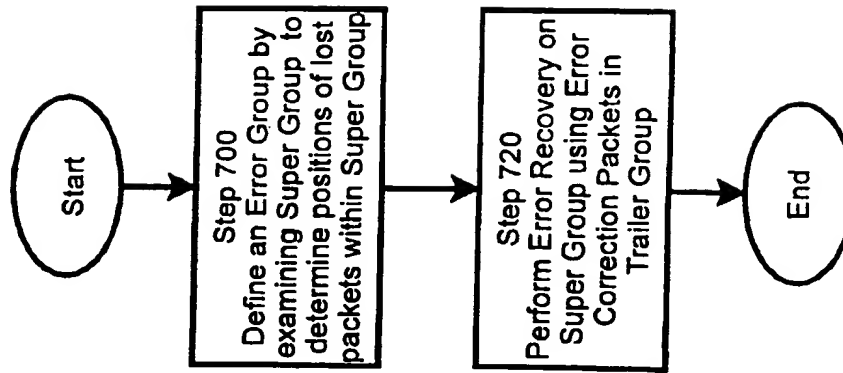 Start
Step 700
Define an Error Group by
examining Super Group to
determine positions of lost
packets within Super Group
Step 720
Perform Error Recovery on
Super Group using Error
Correction Packets in
Trailer Group
End